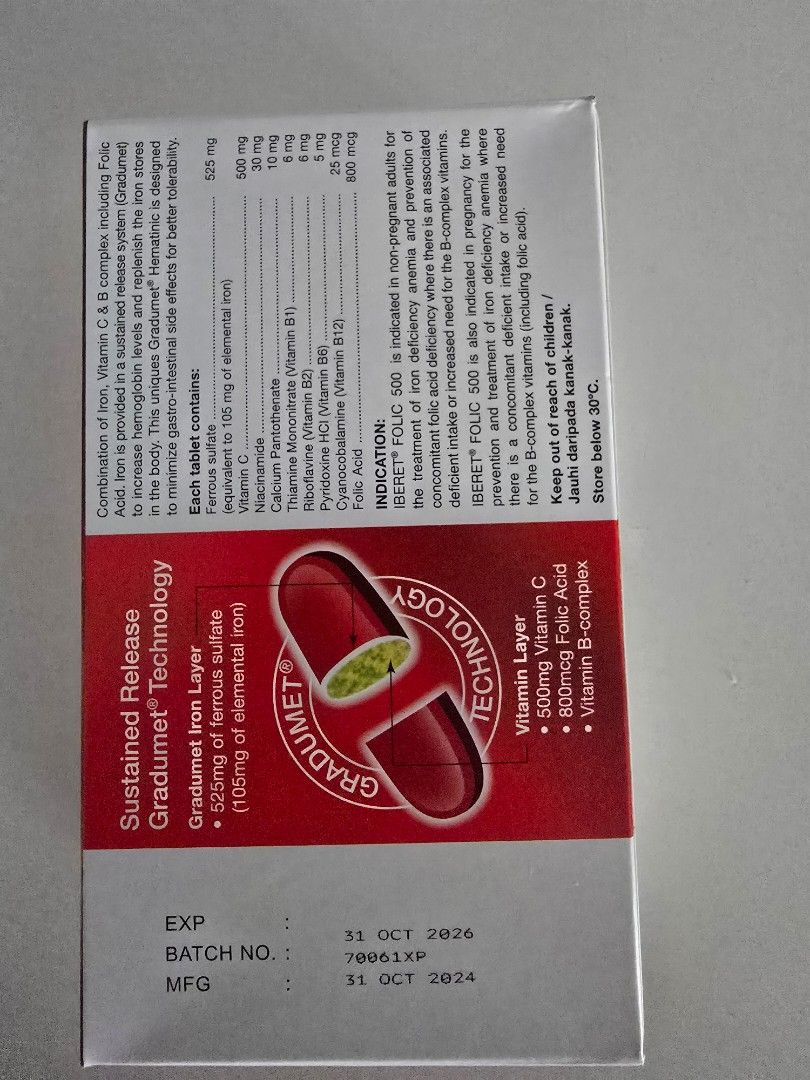 Combination of Iron, Vitamin C & B complex including Folic
Acid. Iron is provided in a sustained release system (Gradumet)
to increase hemoglobin levels and replenish the iron stores
in the body. This uniques Gradumet® Hematinic is designed
to minimize gastro-intestinal side effects for better tolerability.
Each tablet contains:
Ferrous sulfate ........................................ 525 mg
(equivalent to 105 mg of elemental iron)
Vitamin C ........................................ 500 mg
Niacinamide ........................................ 30 mg
Calcium Pantothenate ........................................ 10 mg
Thiamine Mononitrate (Vitamin B1) ........................................ 6 mg
Riboflavine (Vitamin B2) ........................................ 6 mg
Pyridoxine HCl (Vitamin B6) ........................................ 5 mg
Cyanocobalamine (Vitamin B12) ........................................ 25 mcg
Folic Acid ........................................ 800 mcg
INDICATION:
IBERET® FOLIC 500 is indicated in non-pregnant adults for
the treatment of iron deficiency anemia and prevention of
concomitant folic acid deficiency where there is an associated
deficient intake or increased need for the B-complex vitamins.
IBERET® FOLIC 500 is also indicated in pregnancy for the
prevention and treatment of iron deficiency anemia where
there is a concomitant deficient intake or increased need
for the B-complex vitamins (including folic acid).
Keep out of reach of children /
Jauhi daripada kanak-kanak.
Store below 30°C.
Sustained Release
Gradumet® Technology
Gradumet Iron Layer
• 525mg of ferrous sulfate
(105mg of elemental iron)
GRADUMET®
TECHNOLOGY
Vitamin Layer
• 500mg Vitamin C
• 800mcg Folic Acid
• Vitamin B-complex
EXP : 31 OCT 2026
BATCH NO. : 70061XP
MFG : 31 OCT 2024